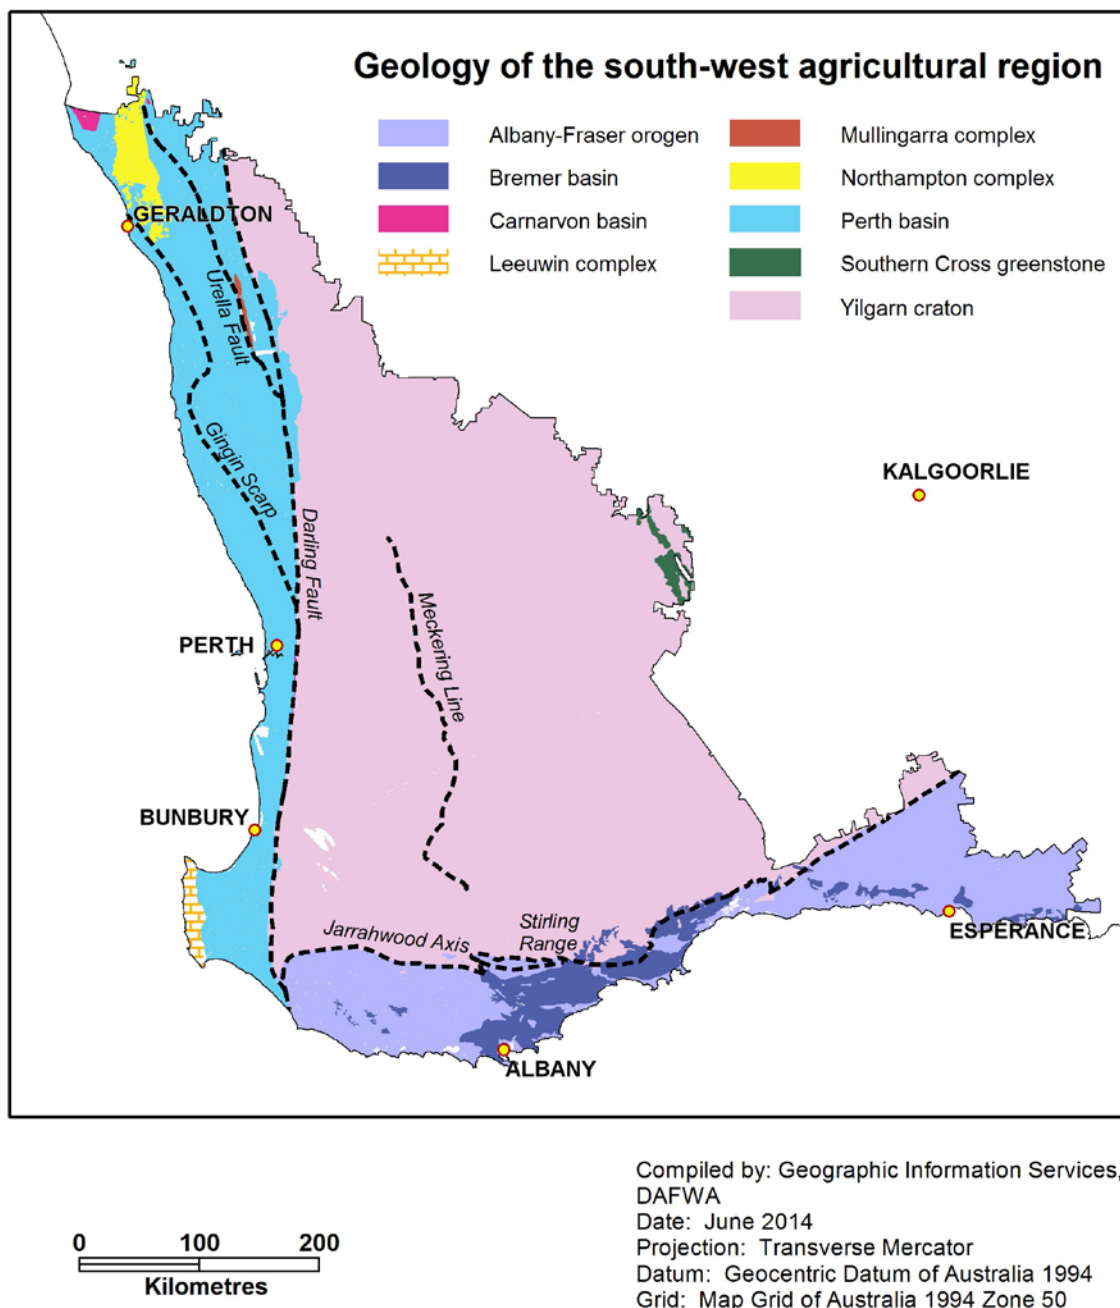 Geology of the south-west agricultural region
Albany-Fraser orogen
Bremer basin
Carnarvon basin
Leeuwin complex
Mullingarra complex
Northampton complex
Perth basin
Southern Cross greenstone
Yilgarn craton
GERALDTON
Urella Fault
Gingin Scarp
Darling Fault
KALGOORLIE
Meckering Line
PERTH
BUNBURY
Jarrahwood Axis
Stirling
Range
ESPERANCE
ALBANY
0 100 200
Kilometres
Compiled by: Geographic Information Services,
DAFWA
Date: June 2014
Projection: Transverse Mercator
Datum: Geocentric Datum of Australia 1994
Grid: Map Grid of Australia 1994 Zone 50